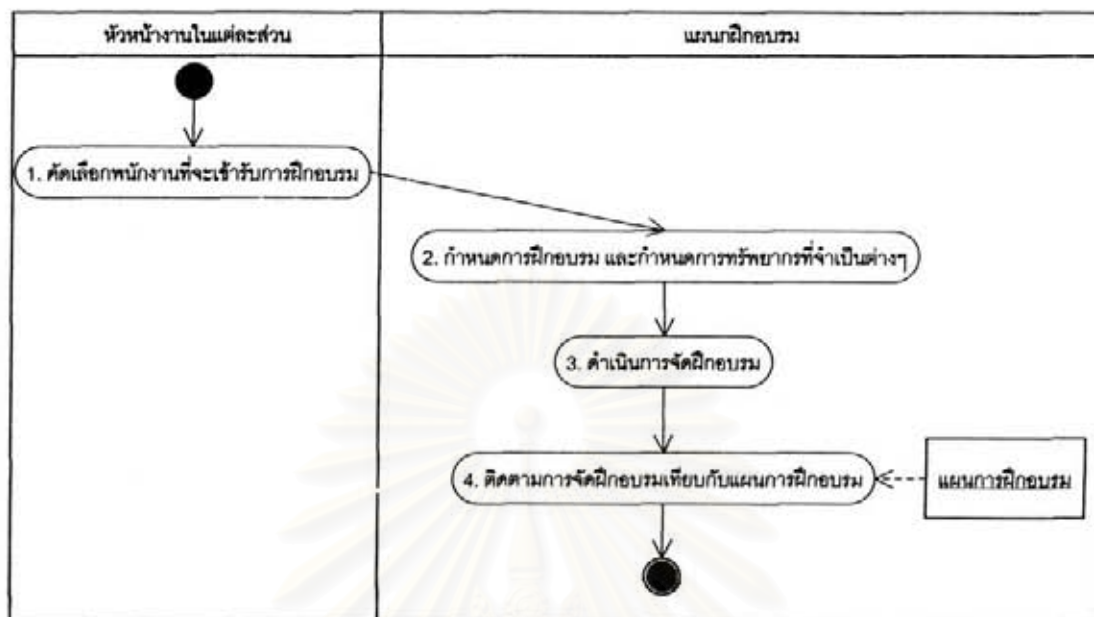 หัวหน้างานในแต่ละส่วน
แผนกฝึกอบรม
1. คัดเลือกพนักงานที่จะเข้ารับการฝึกอบรม
2. กำหนดการฝึกอบรม และกำหนดการทรัพยากรที่จำเป็นต่างๆ
3. ดำเนินการจัดฝึกอบรม
4. ติดตามการจัดฝึกอบรมเทียบกับแผนการฝึกอบรม
แผนการฝึกอบรม